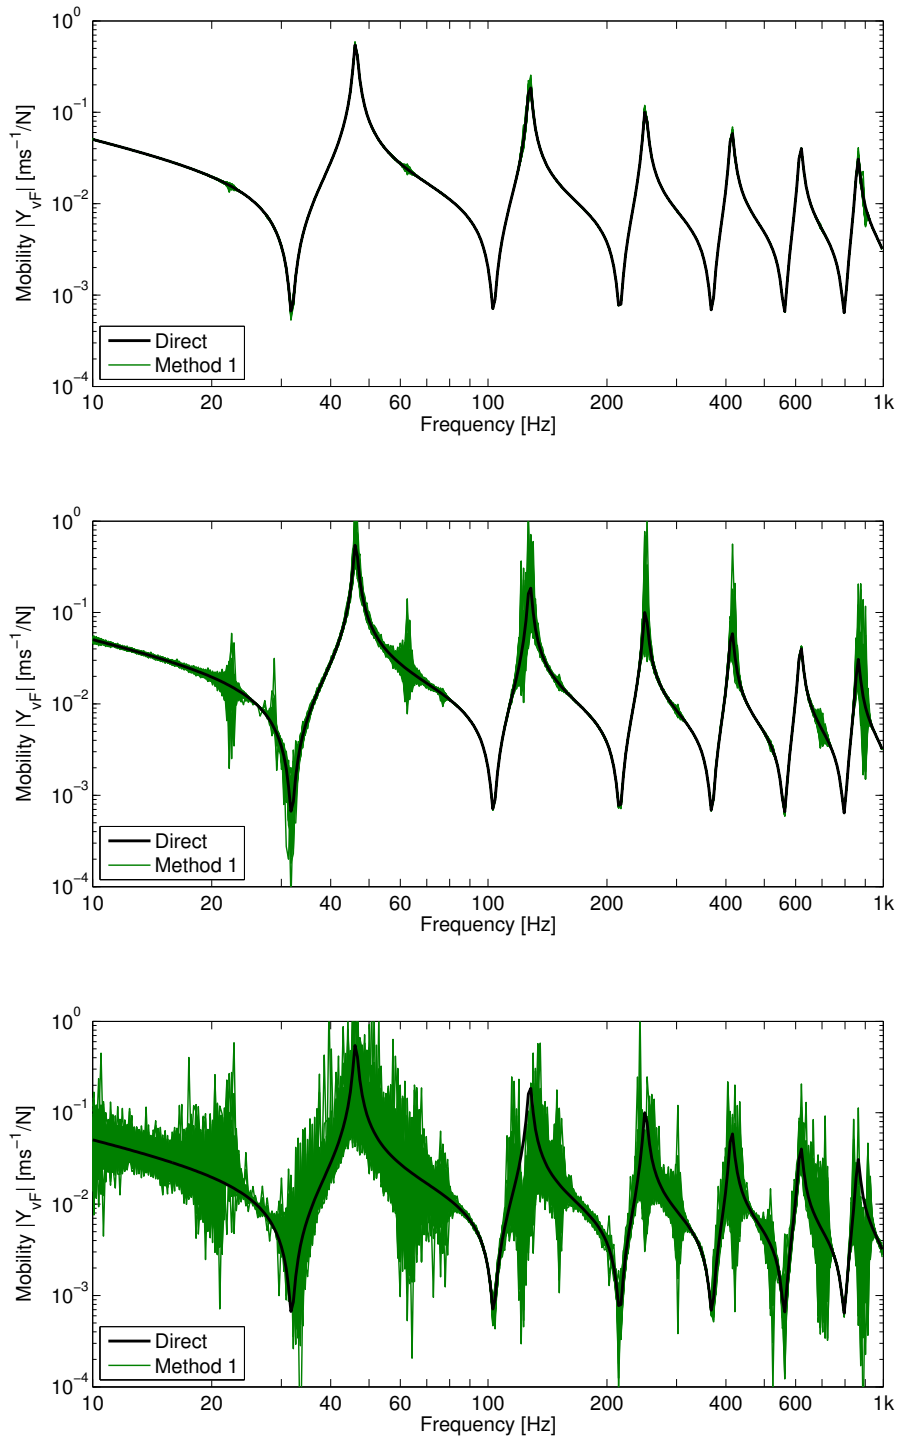 10^0
10^-1
10^-2
10^-3
10^-4
Mobility |Y_vF| [ms^-1/N]
Direct
Method 1
10 20 40 60 100 200 400 600 1k
Frequency [Hz]
10^0
10^-1
10^-2
10^-3
10^-4
Mobility |Y_vF| [ms^-1/N]
Direct
Method 1
10 20 40 60 100 200 400 600 1k
Frequency [Hz]
10^0
10^-1
10^-2
10^-3
10^-4
Mobility |Y_vF| [ms^-1/N]
Direct
Method 1
10 20 40 60 100 200 400 600 1k
Frequency [Hz]